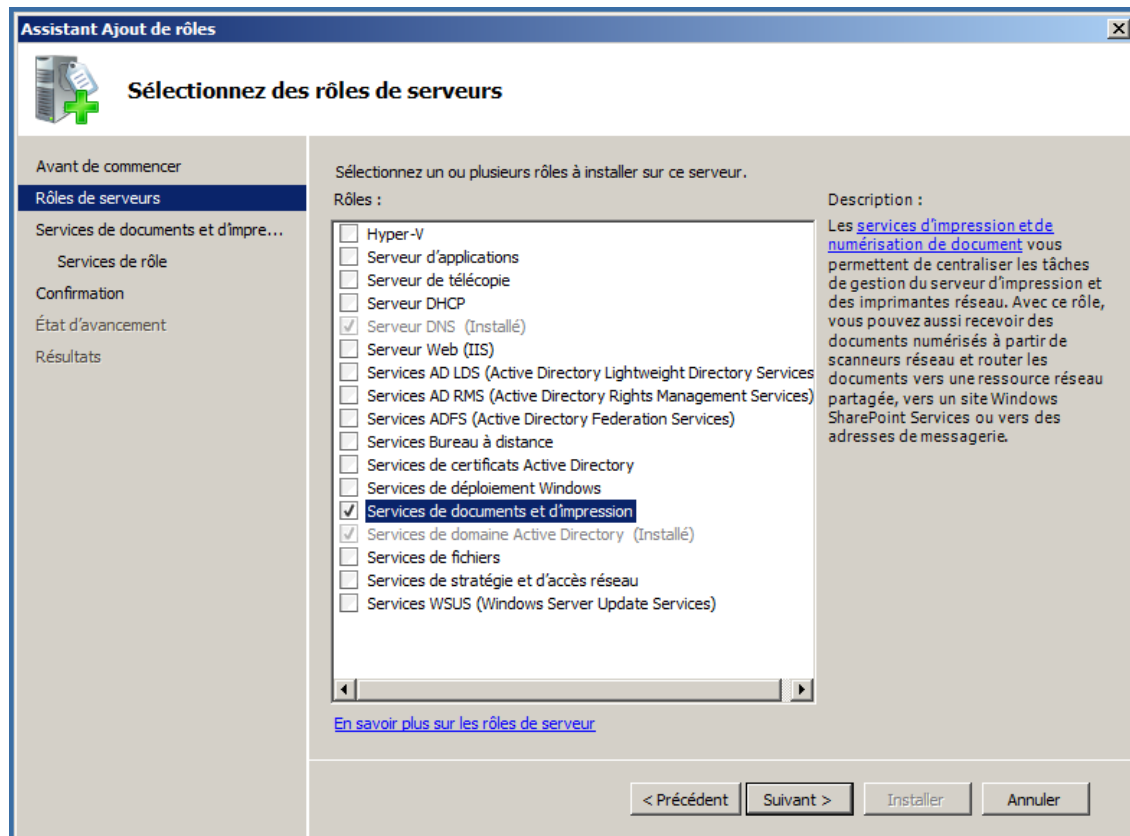 Assistant Ajout de rôles
Sélectionnez des rôles de serveurs
Avant de commencer
Rôles de serveurs
Services de documents et d'impre...
Services de rôle
Confirmation
État d'avancement
Résultats
Sélectionnez un ou plusieurs rôles à installer sur ce serveur.
Rôles :
Hyper-V
Serveur d'applications
Serveur de télécopie
Serveur DHCP
Serveur DNS (Installé)
Serveur Web (IIS)
Services AD LDS (Active Directory Lightweight Directory Services
Services AD RMS (Active Directory Rights Management Services)
Services ADFS (Active Directory Federation Services)
Services Bureau à distance
Services de certificats Active Directory
Services de déploiement Windows
Services de documents et d'impression
Services de domaine Active Directory (Installé)
Services de fichiers
Services de stratégie et d'accès réseau
Services WSUS (Windows Server Update Services)
En savoir plus sur les rôles de serveur
Description :
Les services d'impression et de
numérisation de document vous
permettent de centraliser les tâches
de gestion du serveur d'impression et
des imprimantes réseau. Avec ce rôle,
vous pouvez aussi recevoir des
documents numérisés à partir de
scanneurs réseau et router les
documents vers une ressource réseau
partagée, vers un site Windows
SharePoint Services ou vers des
adresses de messagerie.
< Précédent
Suivant >
Installer
Annuler